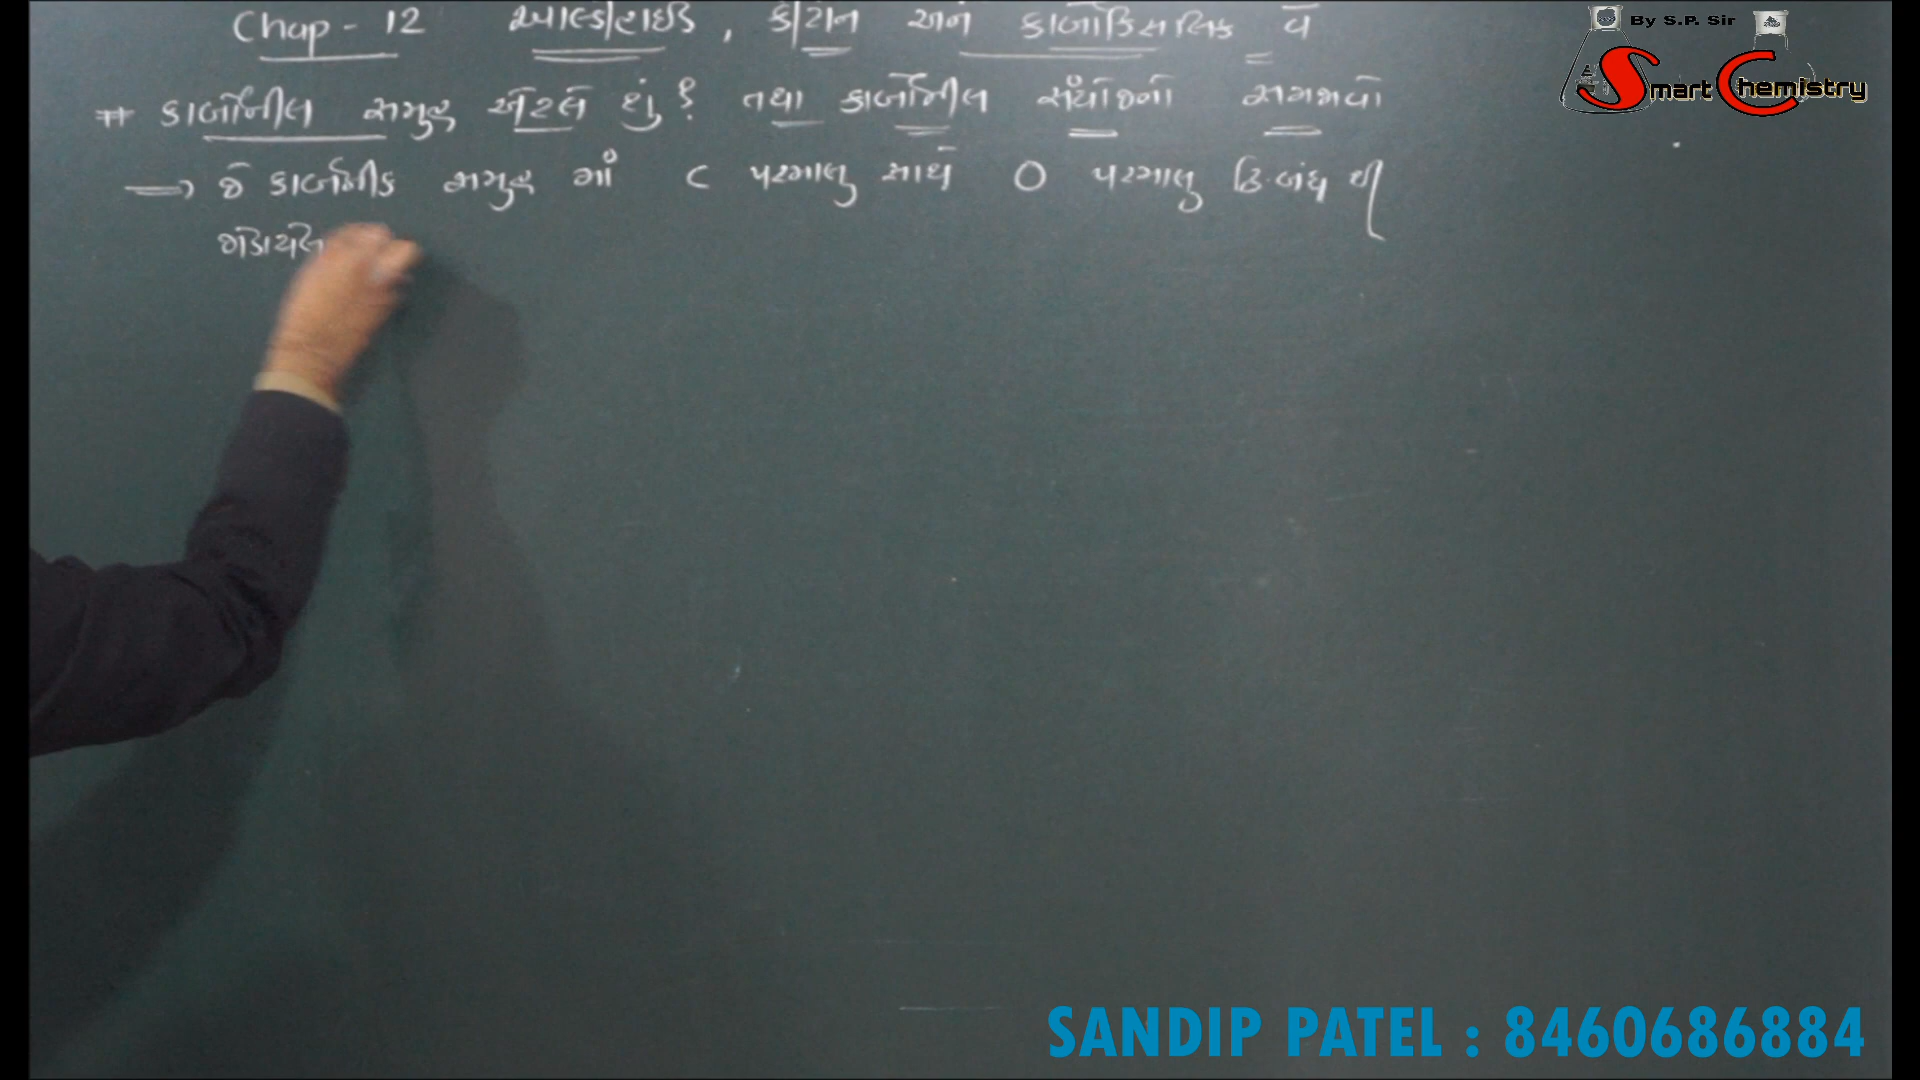 Chap - 12 આલ્ડીહાઈડ, કીટોન અને કાર્બોક્સિલિક
By S.P. Sir
Smart Chemistry
# કાર્બોનીલ સમુહ એટલે શું? તથા કાર્બોનીલ સંયોજનો સમજાવો
→ જે કાર્બનીક સમુહ માં C પરમાણુ સાથે O પરમાણુ દ્વિ.બંધ થી
જોડાયેલ
SANDIP PATEL : 8460686884